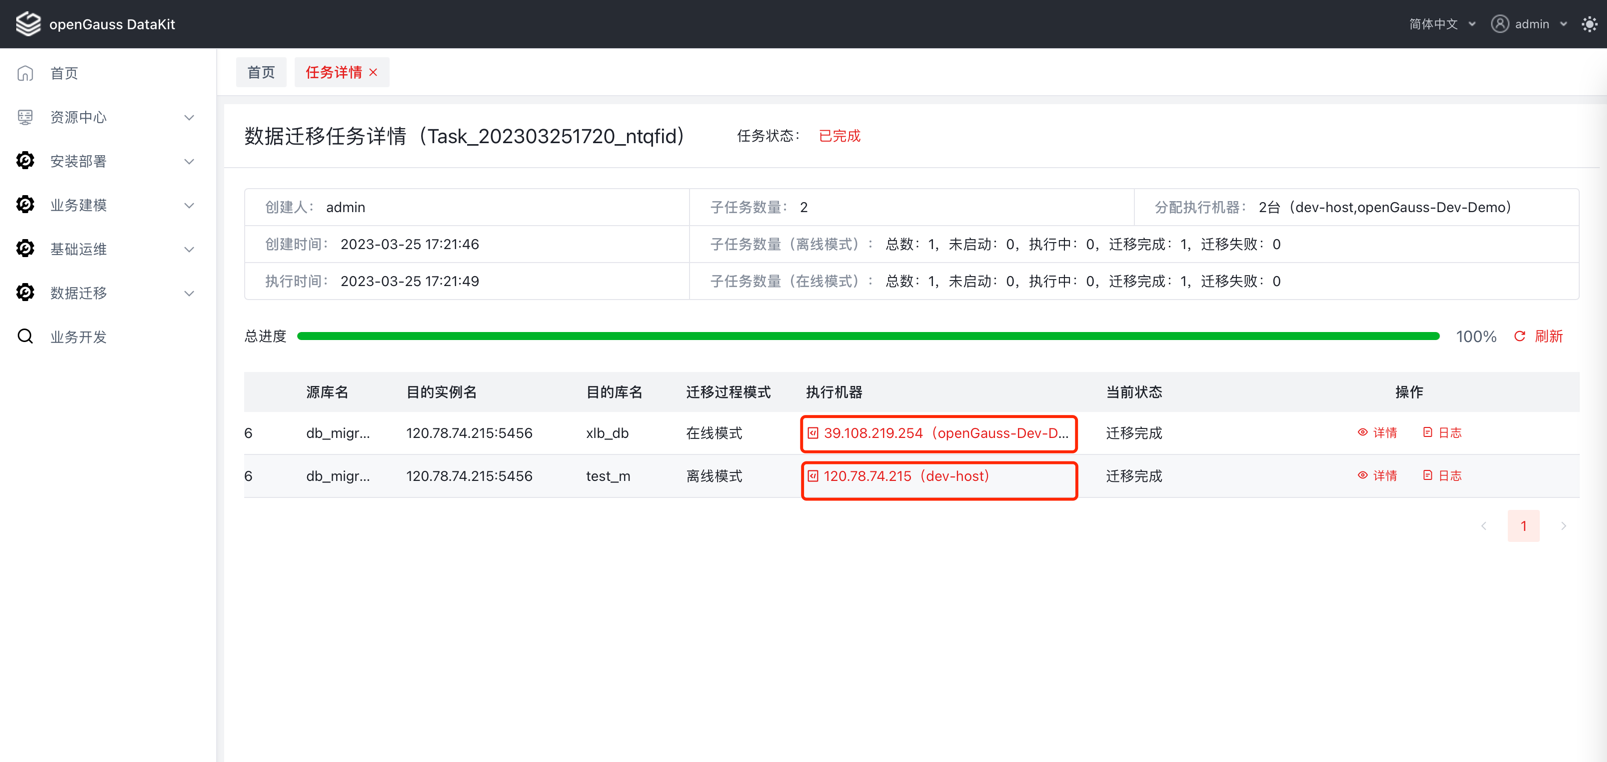 openGauss DataKit
简体中文
admin
首页
资源中心
安装部署
业务建模
基础运维
数据迁移
业务开发
首页
任务详情 ×
数据迁移任务详情（Task_202303251720_ntqfid） 任务状态： 已完成
创建人： admin 子任务数量： 2 分配执行机器： 2台（dev-host,openGauss-Dev-Demo）
创建时间： 2023-03-25 17:21:46 子任务数量（离线模式）： 总数：1，未启动：0，执行中：0，迁移完成：1，迁移失败：0
执行时间： 2023-03-25 17:21:49 子任务数量（在线模式）： 总数：1，未启动：0，执行中：0，迁移完成：1，迁移失败：0
总进度 100% 刷新
源库名 目的实例名 目的库名 迁移过程模式 执行机器 当前状态 操作
6 db_migr... 120.78.74.215:5456 xlb_db 在线模式 39.108.219.254（openGauss-Dev-D... 迁移完成 详情 日志
6 db_migr... 120.78.74.215:5456 test_m 离线模式 120.78.74.215（dev-host） 迁移完成 详情 日志
1